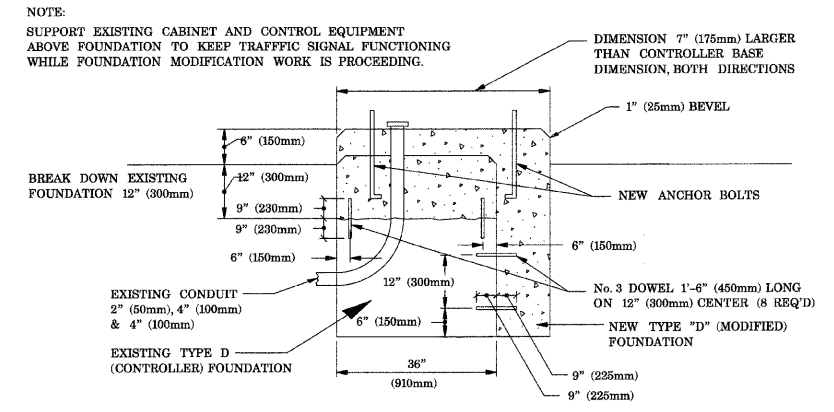 NOTE:
SUPPORT EXISTING CABINET AND CONTROL EQUIPMENT
ABOVE FOUNDATION TO KEEP TRAFFFIC SIGNAL FUNCTIONING
WHILE FOUNDATION MODIFICATION WORK IS PROCEEDING.
DIMENSION 7" (175mm) LARGER
THAN CONTROLLER BASE
DIMENSION, BOTH DIRECTIONS
1" (25mm) BEVEL
6" (150mm)
BREAK DOWN EXISTING
FOUNDATION 12" (300mm)
12" (300mm)
NEW ANCHOR BOLTS
9" (230mm)
9" (230mm)
6" (150mm)
6" (150mm)
12" (300mm)
No. 3 DOWEL 1'-6" (450mm) LONG
ON 12" (300mm) CENTER (8 REQ'D)
EXISTING CONDUIT
2" (50mm), 4" (100mm)
& 4" (100mm)
6" (150mm)
NEW TYPE "D" (MODIFIED)
FOUNDATION
EXISTING TYPE D
(CONTROLLER) FOUNDATION
36"
(910mm)
9" (225mm)
9" (225mm)